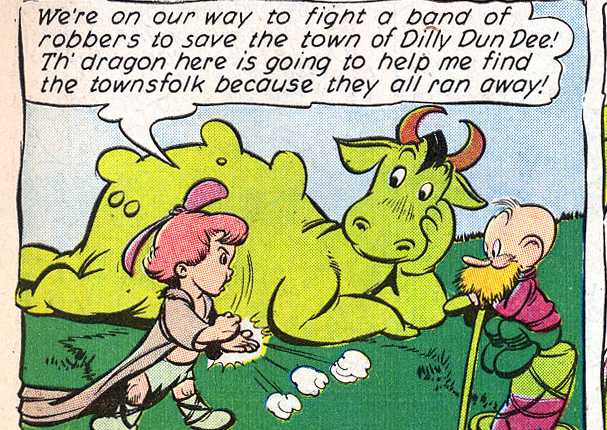 We're on our way to fight a band of
robbers to save the town of Dilly Dun Dee!
Th' dragon here is going to help me find
the townsfolk because they all ran away!